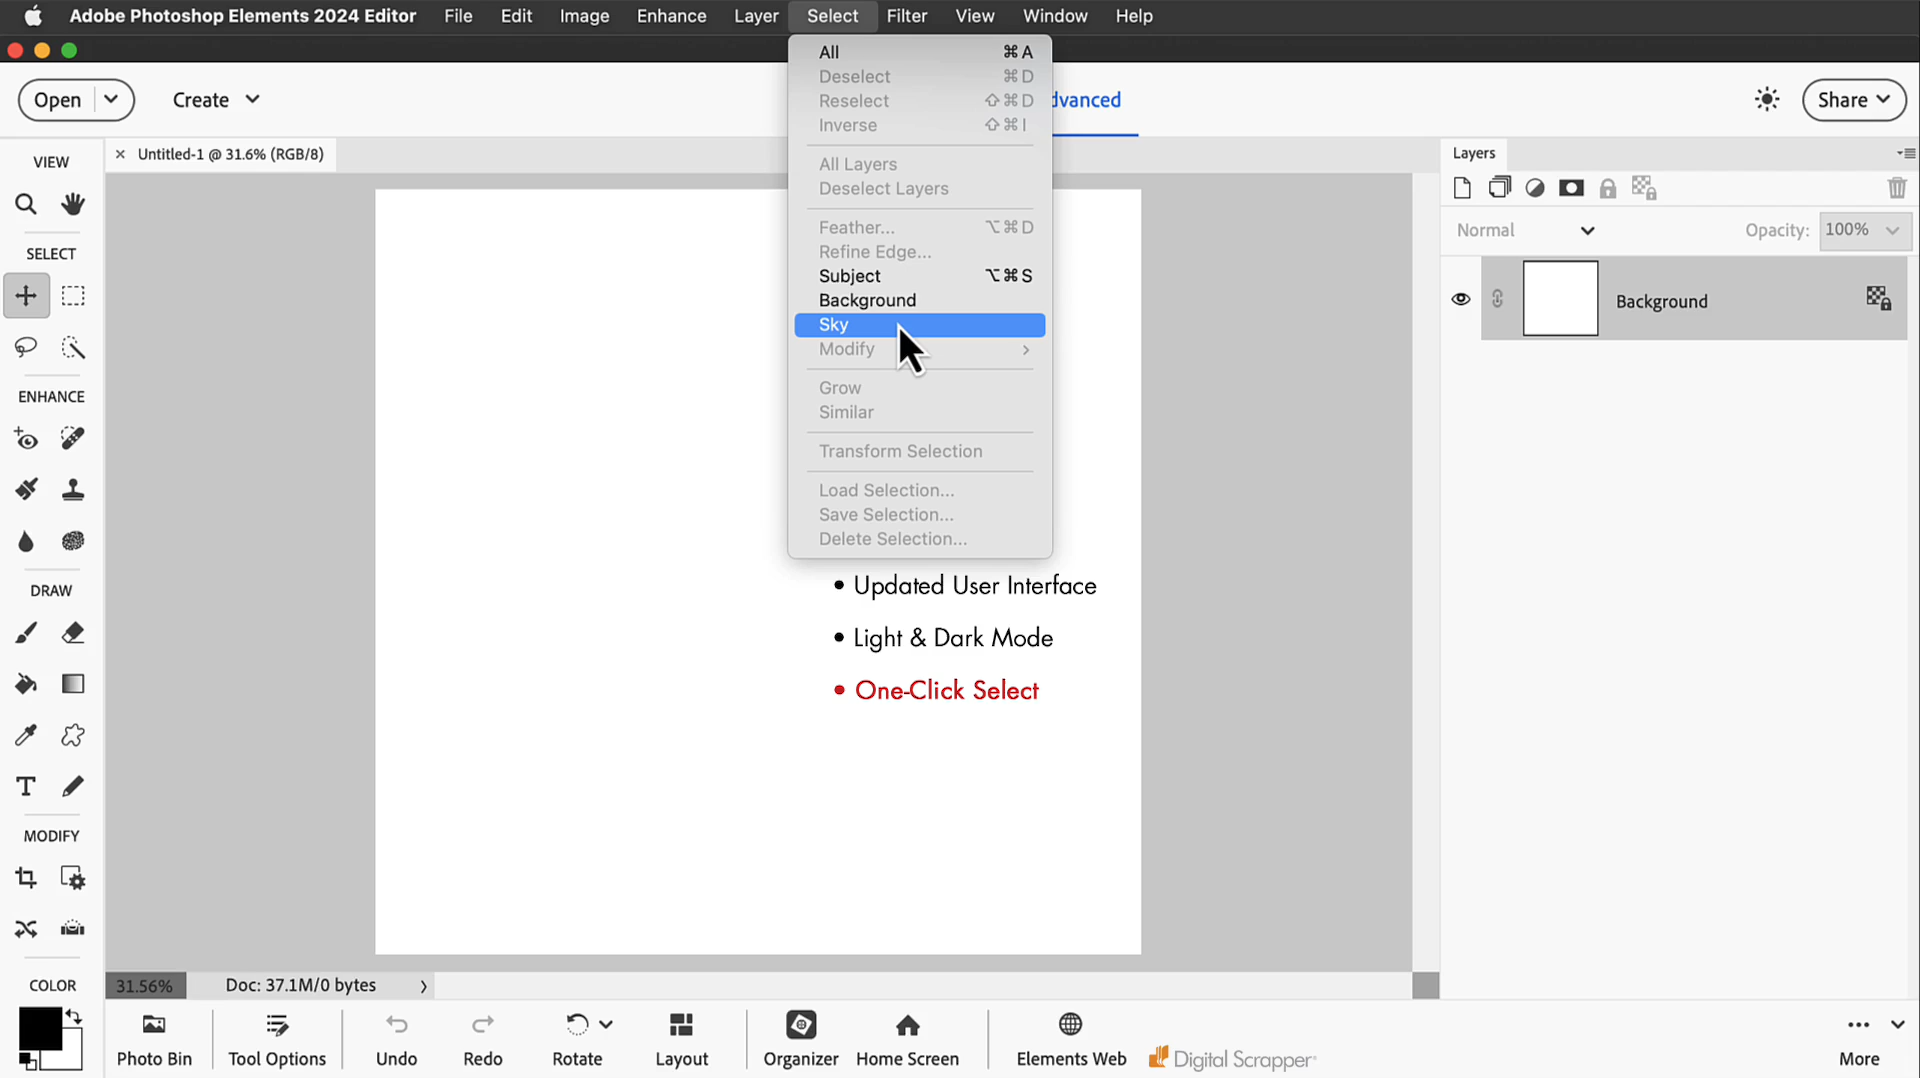 Adobe Photoshop Elements 2024 Editor File Edit Image Enhance Layer Select Filter View Window Help
Open Create dvanced Share
Untitled-1 @ 31.6% (RGB/8)
VIEW
SELECT
ENHANCE
DRAW
T
MODIFY
COLOR
All ⌘ A
Deselect ⌘ D
Reselect ⇧ ⌘ D
Inverse ⇧ ⌘ I
All Layers
Deselect Layers
Feather... ⌥ ⌘ D
Refine Edge...
Subject ⌥ ⌘ S
Background
Sky
Modify
Grow
Similar
Transform Selection
Load Selection...
Save Selection...
Delete Selection...
• Updated User Interface
• Light & Dark Mode
• One-Click Select
Layers
Normal Opacity: 100%
Background
31.56% Doc: 37.1M/0 bytes
Photo Bin Tool Options Undo Redo Rotate Layout Organizer Home Screen Elements Web Digital Scrapper More